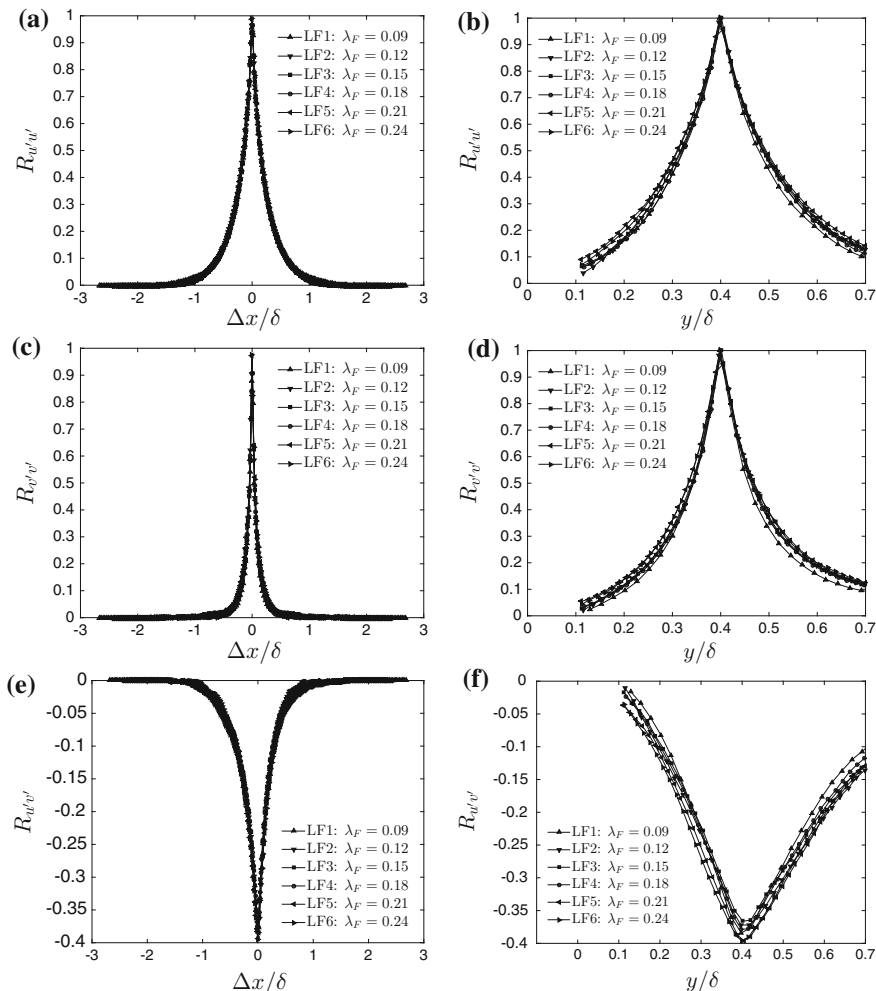 (a)
LF1: λ_F = 0.09
LF2: λ_F = 0.12
LF3: λ_F = 0.15
LF4: λ_F = 0.18
LF5: λ_F = 0.21
LF6: λ_F = 0.24
1
0.9
0.8
0.7
0.6
0.5
0.4
0.3
0.2
0.1
0
R_{u'u'}
-3 -2 -1 0 1 2 3
Δx/δ
(b)
LF1: λ_F = 0.09
LF2: λ_F = 0.12
LF3: λ_F = 0.15
LF4: λ_F = 0.18
LF5: λ_F = 0.21
LF6: λ_F = 0.24
1
0.9
0.8
0.7
0.6
0.5
0.4
0.3
0.2
0.1
0
R_{u'u'}
0 0.1 0.2 0.3 0.4 0.5 0.6 0.7
y/δ
(c)
LF1: λ_F = 0.09
LF2: λ_F = 0.12
LF3: λ_F = 0.15
LF4: λ_F = 0.18
LF5: λ_F = 0.21
LF6: λ_F = 0.24
1
0.9
0.8
0.7
0.6
0.5
0.4
0.3
0.2
0.1
0
R_{v'v'}
-3 -2 -1 0 1 2 3
Δx/δ
(d)
LF1: λ_F = 0.09
LF2: λ_F = 0.12
LF3: λ_F = 0.15
LF4: λ_F = 0.18
LF5: λ_F = 0.21
LF6: λ_F = 0.24
1
0.9
0.8
0.7
0.6
0.5
0.4
0.3
0.2
0.1
0
R_{v'v'}
0 0.1 0.2 0.3 0.4 0.5 0.6 0.7
y/δ
(e)
0
-0.05
-0.1
-0.15
-0.2
-0.25
-0.3
-0.35
-0.4
R_{u'v'}
LF1: λ_F = 0.09
LF2: λ_F = 0.12
LF3: λ_F = 0.15
LF4: λ_F = 0.18
LF5: λ_F = 0.21
LF6: λ_F = 0.24
-3 -2 -1 0 1 2 3
Δx/δ
(f)
0
-0.05
-0.1
-0.15
-0.2
-0.25
-0.3
-0.35
-0.4
R_{u'v'}
LF1: λ_F = 0.09
LF2: λ_F = 0.12
LF3: λ_F = 0.15
LF4: λ_F = 0.18
LF5: λ_F = 0.21
LF6: λ_F = 0.24
0 0.1 0.2 0.3 0.4 0.5 0.6 0.7
y/δ